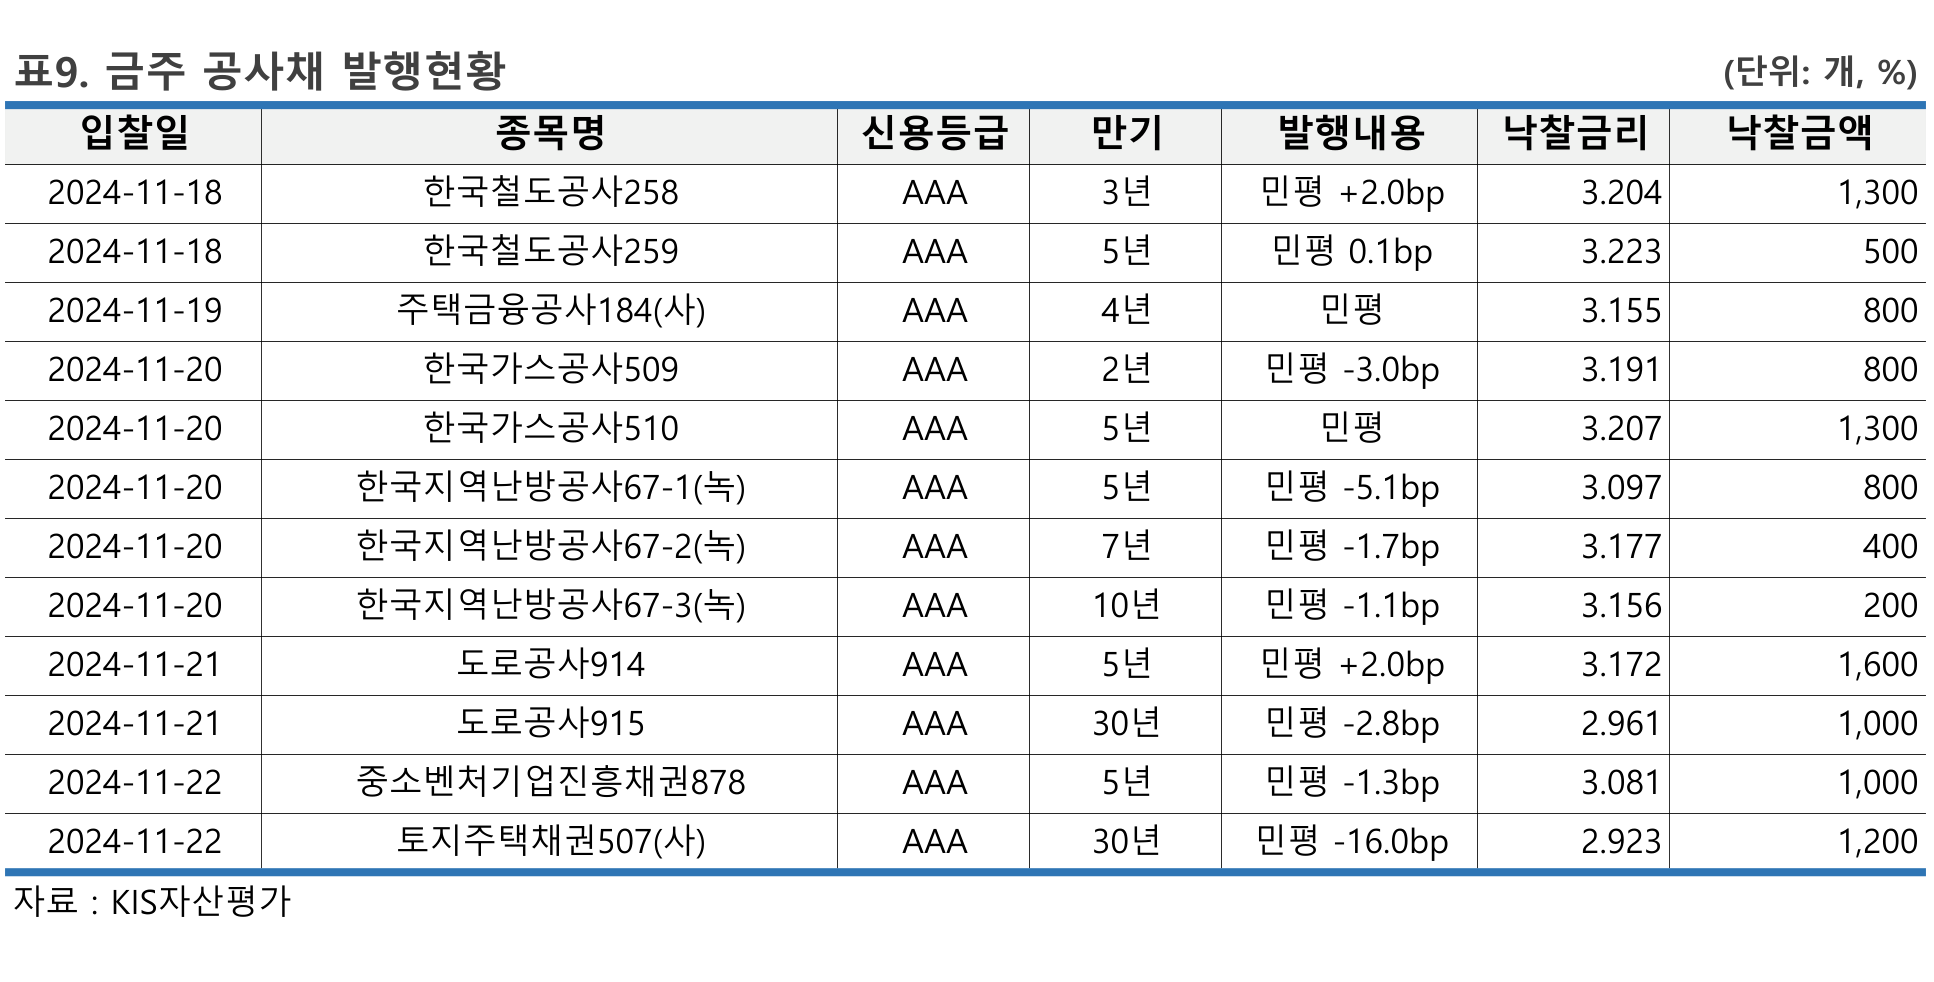 표9. 금주 공사채 발행현황 (단위: 개, %)
입찰일 종목명 신용등급 만기 발행내용 낙찰금리 낙찰금액
2024-11-18 한국철도공사258 AAA 3년 민평 +2.0bp 3.204 1,300
2024-11-18 한국철도공사259 AAA 5년 민평 0.1bp 3.223 500
2024-11-19 주택금융공사184(사) AAA 4년 민평 3.155 800
2024-11-20 한국가스공사509 AAA 2년 민평 -3.0bp 3.191 800
2024-11-20 한국가스공사510 AAA 5년 민평 3.207 1,300
2024-11-20 한국지역난방공사67-1(녹) AAA 5년 민평 -5.1bp 3.097 800
2024-11-20 한국지역난방공사67-2(녹) AAA 7년 민평 -1.7bp 3.177 400
2024-11-20 한국지역난방공사67-3(녹) AAA 10년 민평 -1.1bp 3.156 200
2024-11-21 도로공사914 AAA 5년 민평 +2.0bp 3.172 1,600
2024-11-21 도로공사915 AAA 30년 민평 -2.8bp 2.961 1,000
2024-11-22 중소벤처기업진흥채권878 AAA 5년 민평 -1.3bp 3.081 1,000
2024-11-22 토지주택채권507(사) AAA 30년 민평 -16.0bp 2.923 1,200
자료 : KIS자산평가